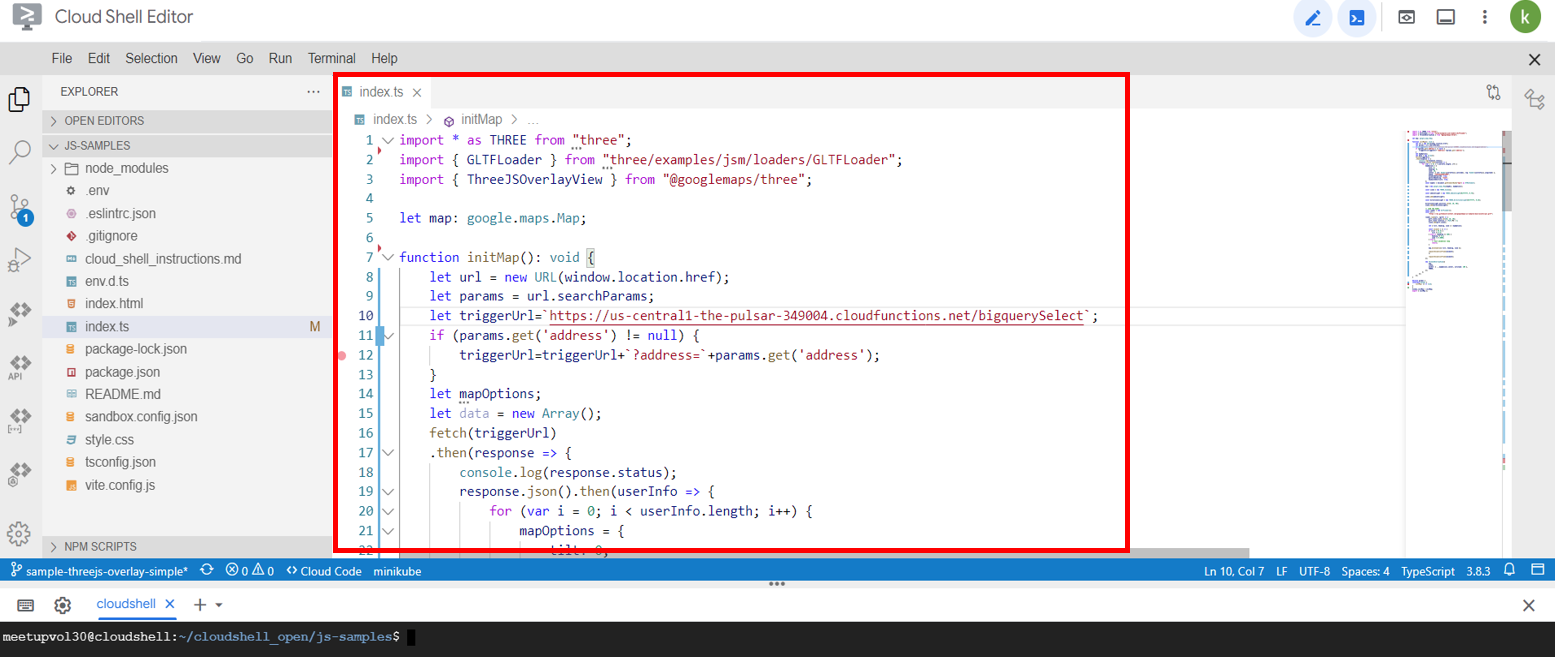 Cloud Shell Editor
k
File Edit Selection View Go Run Terminal Help
EXPLORER
OPEN EDITORS
JS-SAMPLES
node_modules
.env
.eslintrc.json
.gitignore
cloud_shell_instructions.md
env.d.ts
index.html
index.ts M
package-lock.json
package.json
README.md
sandbox.config.json
style.css
tsconfig.json
vite.config.js
NPM SCRIPTS
1
API
index.ts
index.ts > initMap > ...
1 import * as THREE from "three";
2 import { GLTFLoader } from "three/examples/jsm/loaders/GLTFLoader";
3 import { ThreeJSOverlayView } from "@googlemaps/three";
4
5 let map: google.maps.Map;
6
7 function initMap(): void {
8 let url = new URL(window.location.href);
9 let params = url.searchParams;
10 let triggerUrl=`https://us-central1-the-pulsar-349004.cloudfunctions.net/bigquerySelect`;
11 if (params.get('address') != null) {
12 triggerUrl=triggerUrl+`?address=`+params.get('address');
13 }
14 let mapOptions;
15 let data = new Array();
16 fetch(triggerUrl)
17 .then(response => {
18 console.log(response.status);
19 response.json().then(userInfo => {
20 for (var i = 0; i < userInfo.length; i++) {
21 mapOptions = {
sample-threejs-overlay-simple* 0 0 Cloud Code minikube Ln 10, Col 7 LF UTF-8 Spaces: 4 TypeScript 3.8.3
cloudshell
meetupvol30@cloudshell:~/cloudshell_open/js-samples$